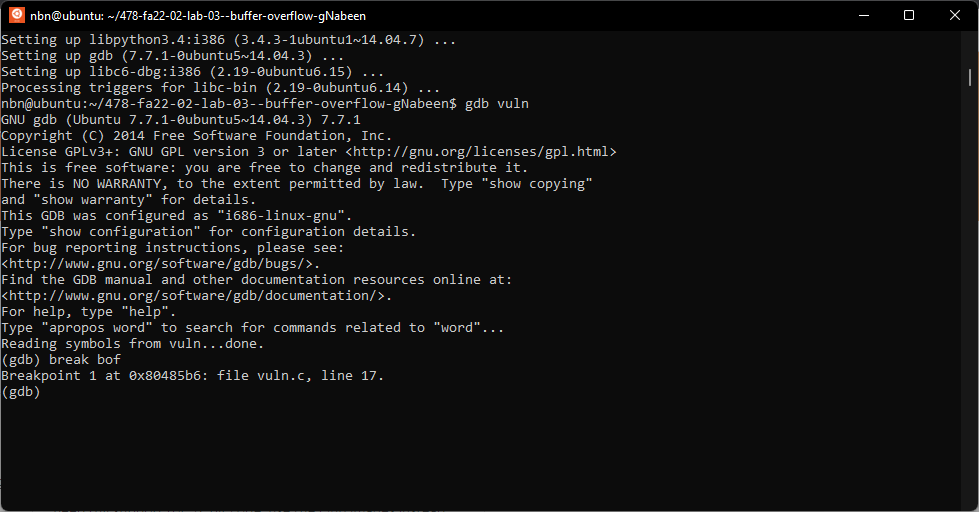 nbn@ubuntu: ~/478-fa22-02-lab-03--buffer-overflow-gNabeen
Setting up libpython3.4:i386 (3.4.3-1ubuntu1~14.04.7) ...
Setting up gdb (7.7.1-0ubuntu5~14.04.3) ...
Setting up libc6-dbg:i386 (2.19-0ubuntu6.15) ...
Processing triggers for libc-bin (2.19-0ubuntu6.14) ...
nbn@ubuntu:~/478-fa22-02-lab-03--buffer-overflow-gNabeen$ gdb vuln
GNU gdb (Ubuntu 7.7.1-0ubuntu5~14.04.3) 7.7.1
Copyright (C) 2014 Free Software Foundation, Inc.
License GPLv3+: GNU GPL version 3 or later <http://gnu.org/licenses/gpl.html>
This is free software: you are free to change and redistribute it.
There is NO WARRANTY, to the extent permitted by law.  Type "show copying"
and "show warranty" for details.
This GDB was configured as "i686-linux-gnu".
Type "show configuration" for configuration details.
For bug reporting instructions, please see:
<http://www.gnu.org/software/gdb/bugs/>.
Find the GDB manual and other documentation resources online at:
<http://www.gnu.org/software/gdb/documentation/>.
For help, type "help".
Type "apropos word" to search for commands related to "word"...
Reading symbols from vuln...done.
(gdb) break bof
Breakpoint 1 at 0x80485b6: file vuln.c, line 17.
(gdb)